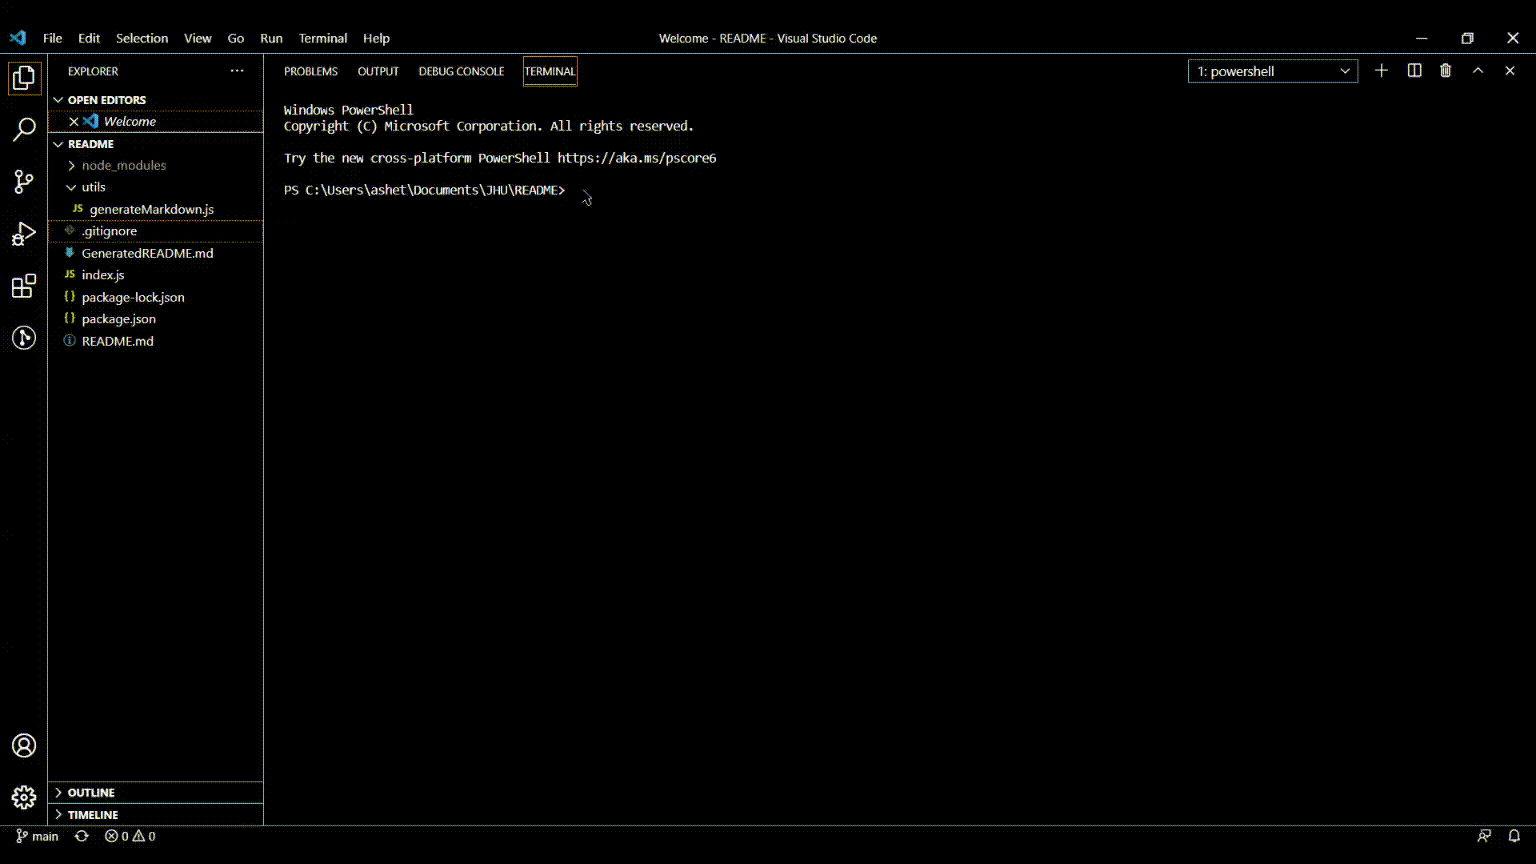 File Edit Selection View Go Run Terminal Help
Welcome - README - Visual Studio Code
EXPLORER
OPEN EDITORS
Welcome
README
node_modules
utils
JS generateMarkdown.js
.gitignore
GeneratedREADME.md
JS index.js
{} package-lock.json
{} package.json
README.md
OUTLINE
TIMELINE
PROBLEMS OUTPUT DEBUG CONSOLE TERMINAL
1: powershell
Windows PowerShell
Copyright (C) Microsoft Corporation. All rights reserved.
Try the new cross-platform PowerShell https://aka.ms/pscore6
PS C:\Users\ashet\Documents\JHU\README>
main 0 0